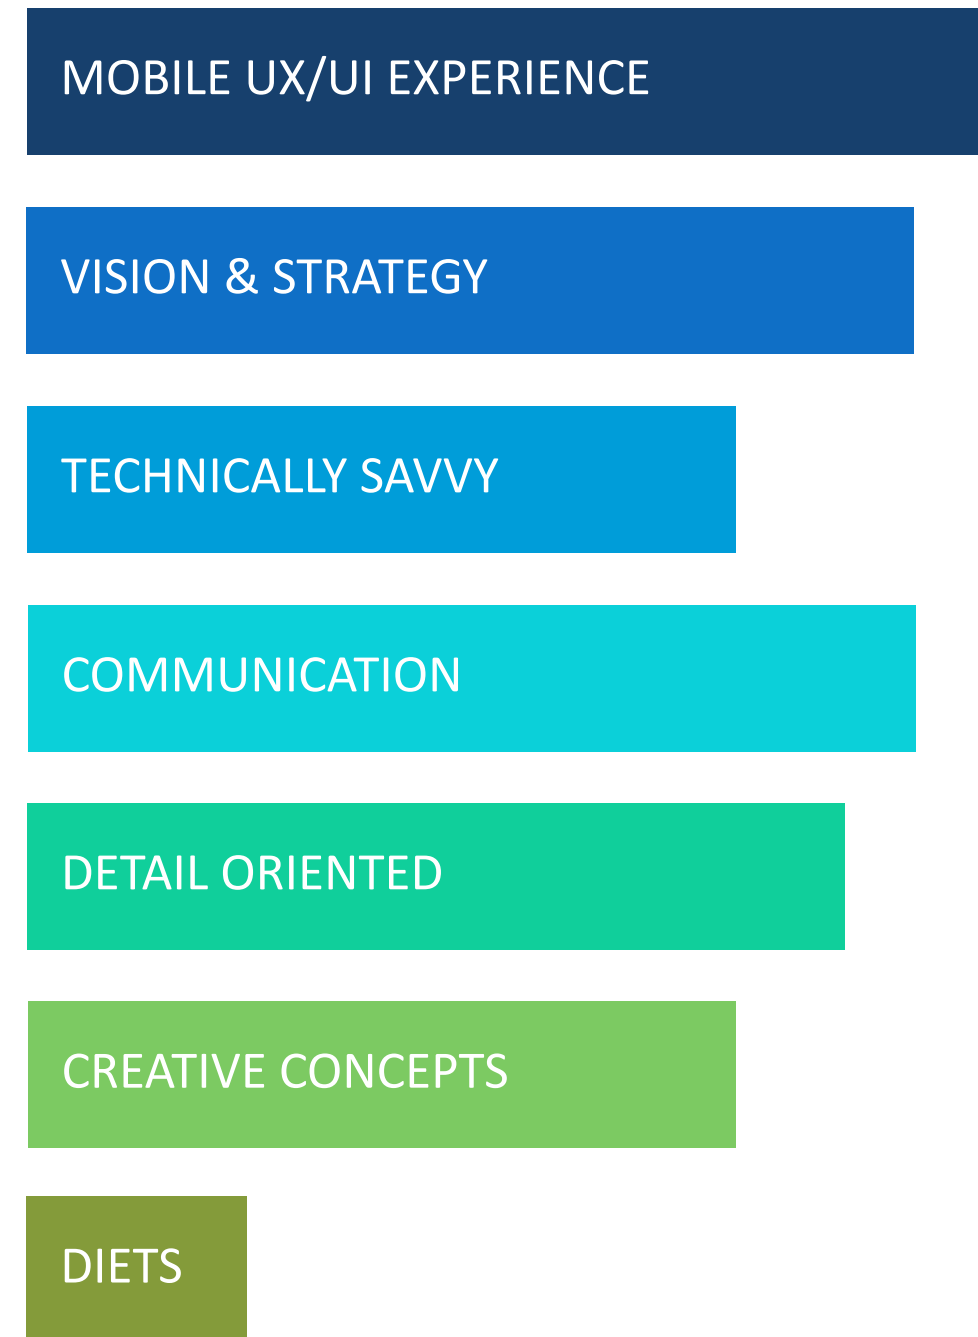 MOBILE UX/UI EXPERIENCE
VISION & STRATEGY
TECHNICALLY SAVVY
COMMUNICATION
DETAIL ORIENTED
CREATIVE CONCEPTS
DIETS